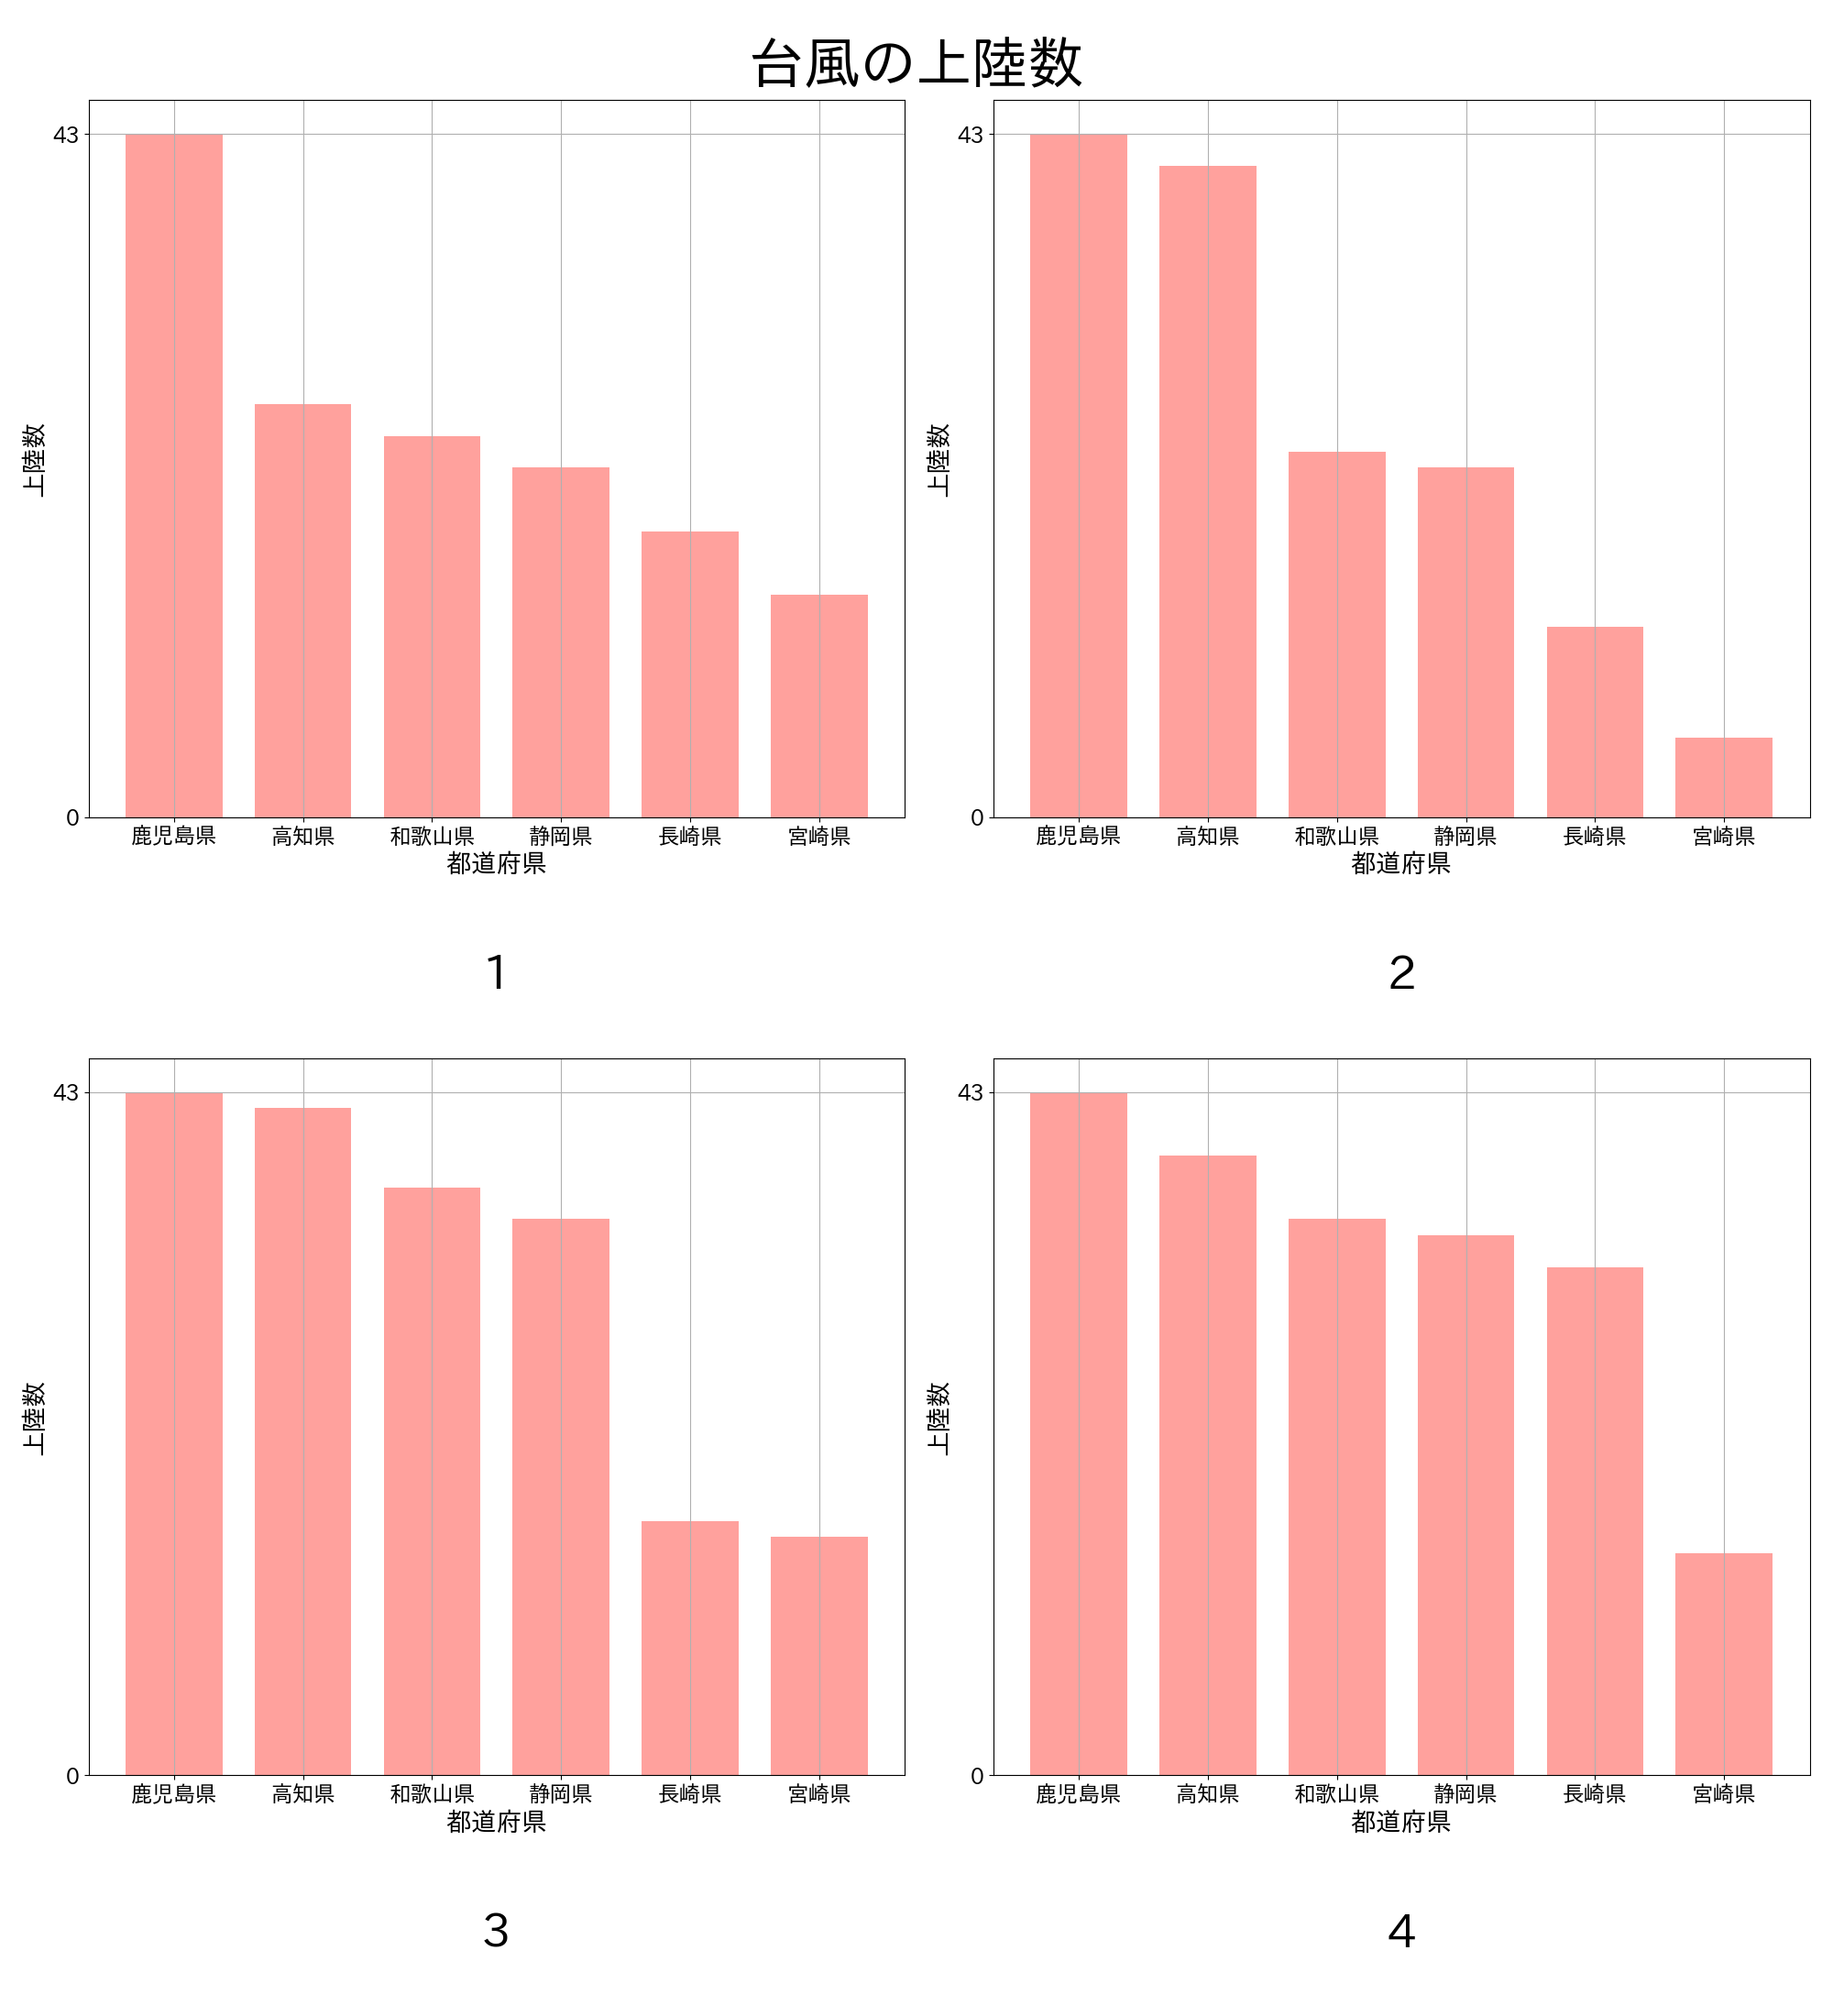 台風の上陸数
43
0
上陸数
鹿児島県 高知県 和歌山県 静岡県 長崎県 宮崎県
都道府県
1
43
0
上陸数
鹿児島県 高知県 和歌山県 静岡県 長崎県 宮崎県
都道府県
2
43
0
上陸数
鹿児島県 高知県 和歌山県 静岡県 長崎県 宮崎県
都道府県
3
43
0
上陸数
鹿児島県 高知県 和歌山県 静岡県 長崎県 宮崎県
都道府県
4